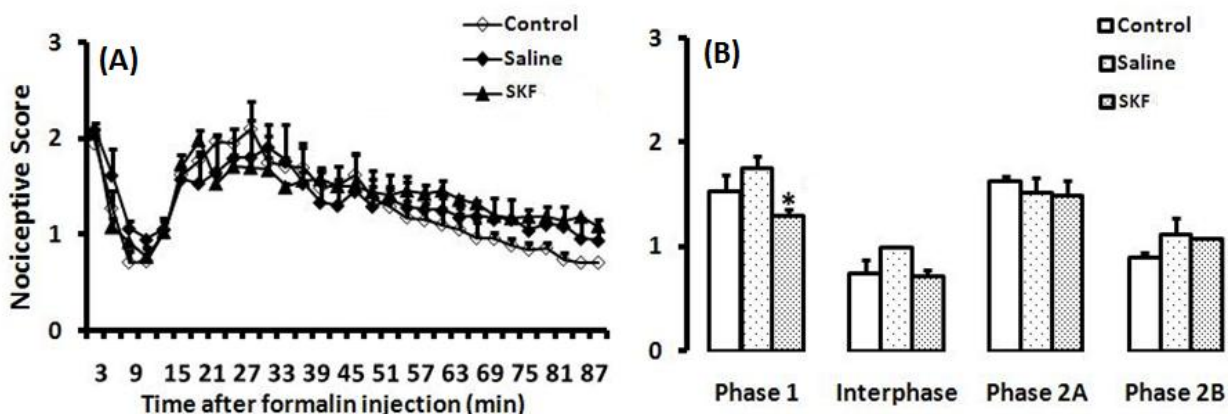 (A)
Control
Saline
SKF
Nociceptive Score
3
2
1
0
3 9 15 21 27 33 39 45 51 57 63 69 75 81 87
Time after formalin injection (min)
(B)
Control
Saline
SKF
3
2
1
0
*
Phase 1 Interphase Phase 2A Phase 2B